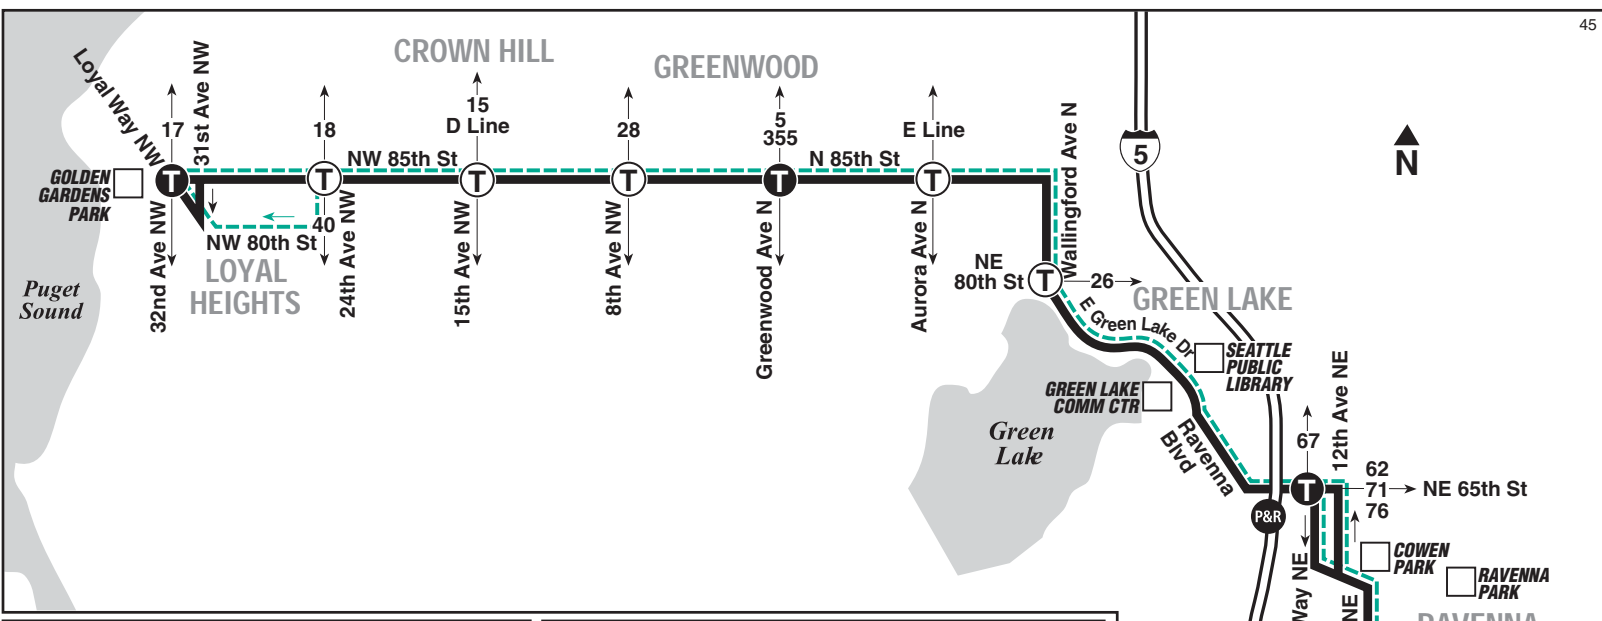 45
CROWN HILL
GREENWOOD
Loyal Way NW
31st Ave NW
17
18
15
D Line
28
5
355
E Line
Wallingford Ave N
5
N
NW 85th St
N 85th St
GOLDEN
GARDENS
PARK
T
T
T
T
T
T
40
NW 80th St
LOYAL
HEIGHTS
32nd Ave NW
24th Ave NW
15th Ave NW
8th Ave NW
Greenwood Ave N
Aurora Ave N
NE
80th St
T
26
GREEN LAKE
Puget
Sound
E Green Lake Dr
SEATTLE
PUBLIC
LIBRARY
GREEN LAKE
COMM CTR
Green
Lake
Ravenna
Blvd
67
12th Ave NE
T
62
71
76
NE 65th St
P&R
COWEN
PARK
RAVENNA
PARK
Way NE
NE
RAVENNA